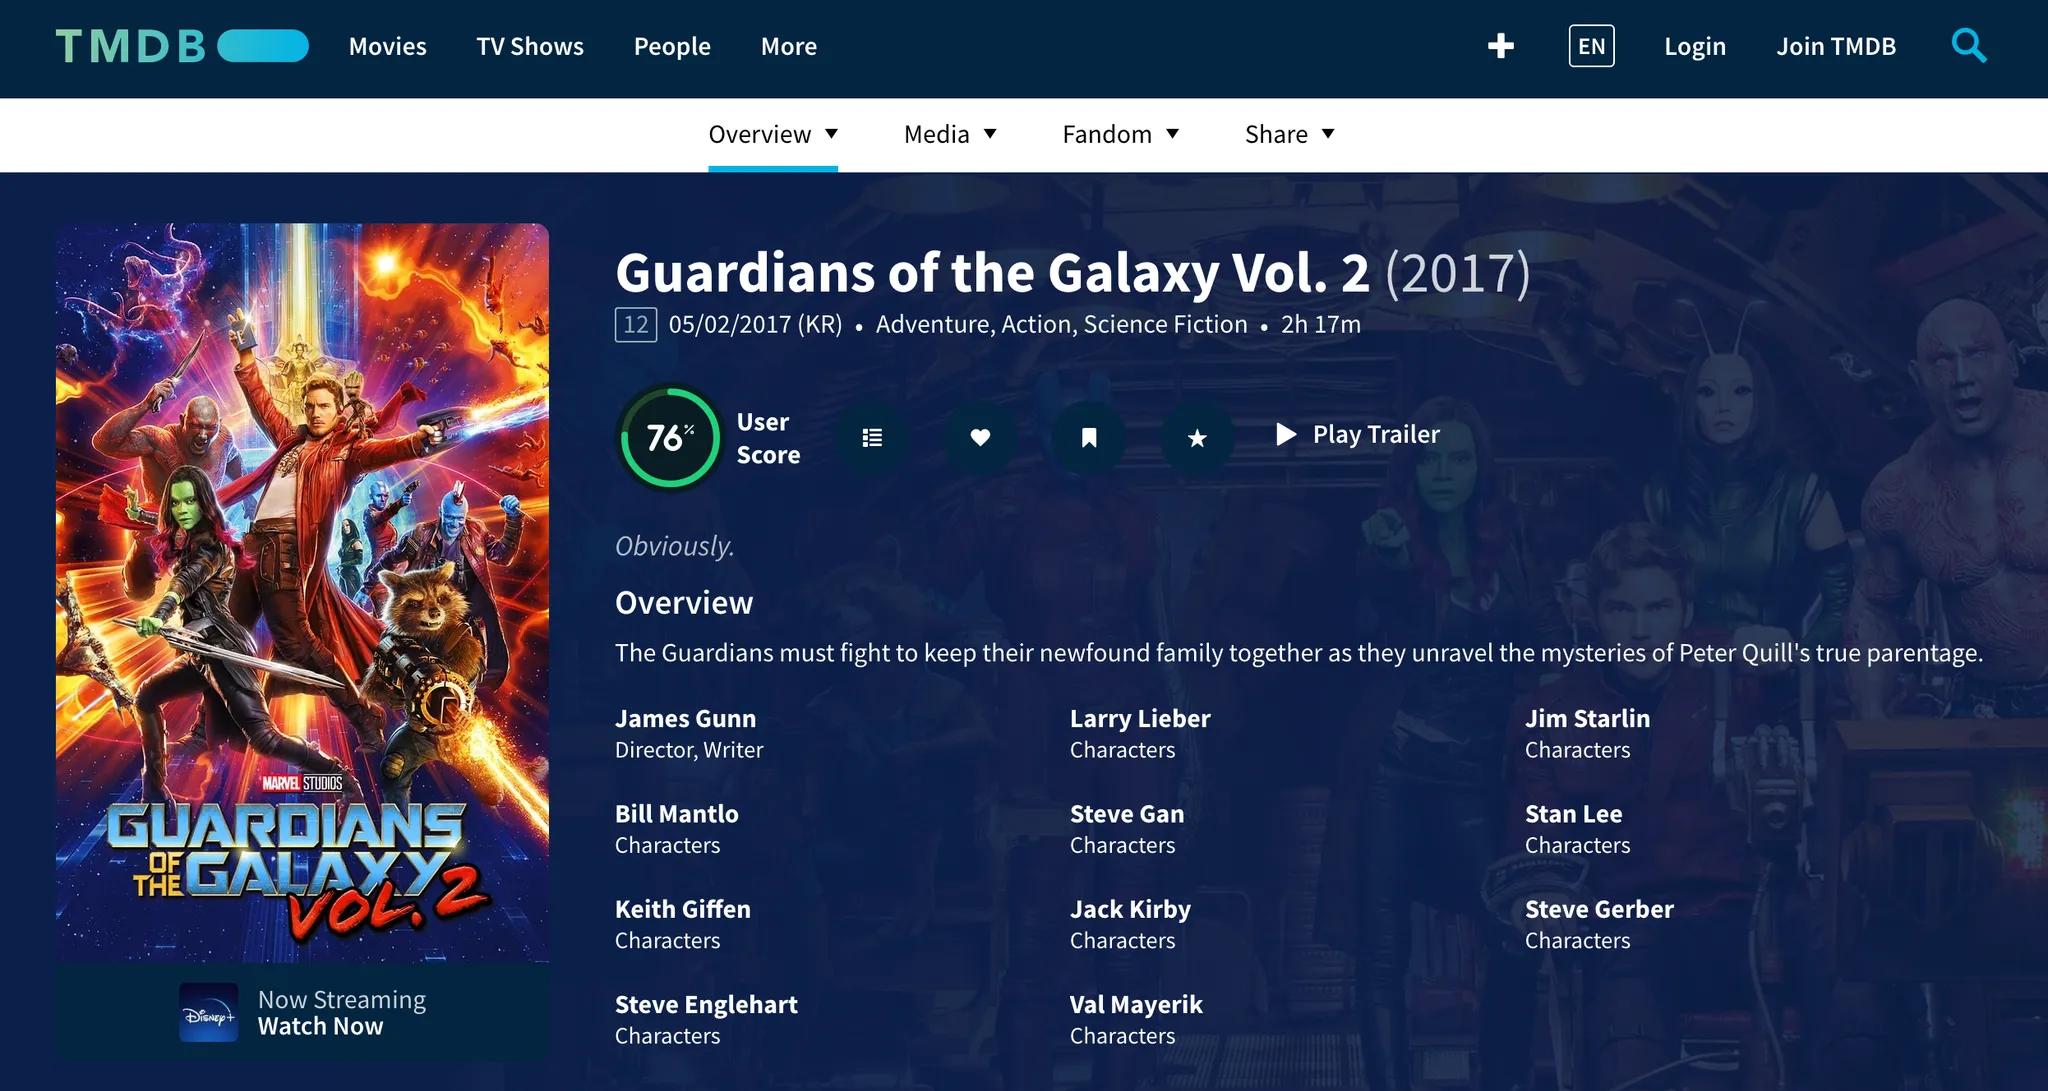 TMDB
Movies
TV Shows
People
More
EN
Login
Join TMDB
Overview
Media
Fandom
Share
MARVEL STUDIOS
GUARDIANS
OF THE GALAXY
VOL. 2
Disney+
Now Streaming
Watch Now
Guardians of the Galaxy Vol. 2 (2017)
12 05/02/2017 (KR) • Adventure, Action, Science Fiction • 2h 17m
76%
User
Score
Play Trailer
Obviously.
Overview
The Guardians must fight to keep their newfound family together as they unravel the mysteries of Peter Quill's true parentage.
James Gunn
Director, Writer
Larry Lieber
Characters
Jim Starlin
Characters
Bill Mantlo
Characters
Steve Gan
Characters
Stan Lee
Characters
Keith Giffen
Characters
Jack Kirby
Characters
Steve Gerber
Characters
Steve Englehart
Characters
Val Mayerik
Characters